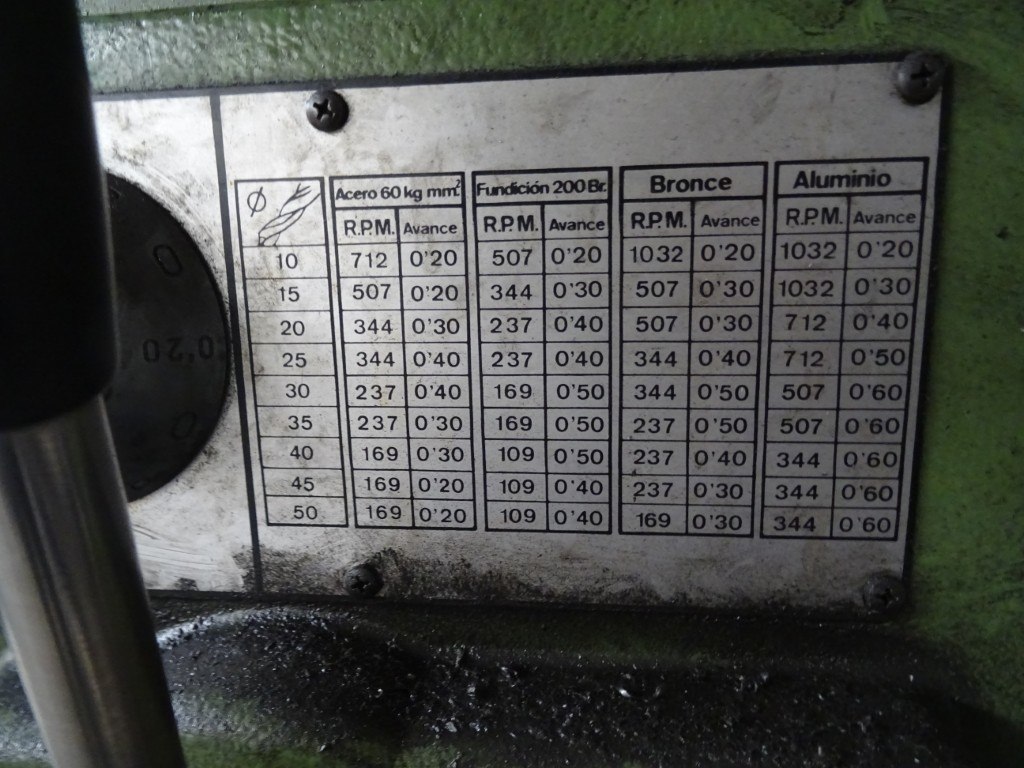 Ø Acero 60 kg mm² Fundición 200 Br. Bronce Aluminio
R.P.M. Avance R.P.M. Avance R.P.M. Avance R.P.M. Avance
10 712 0'20 507 0'20 1032 0'20 1032 0'20
15 507 0'20 344 0'30 507 0'30 1032 0'30
20 344 0'30 237 0'40 507 0'30 712 0'40
25 344 0'40 237 0'40 344 0'40 712 0'50
30 237 0'40 169 0'50 344 0'50 507 0'60
35 237 0'30 169 0'50 237 0'50 507 0'60
40 169 0'30 109 0'50 237 0'40 344 0'60
45 169 0'20 109 0'40 237 0'30 344 0'60
50 169 0'20 109 0'40 169 0'30 344 0'60
0'20